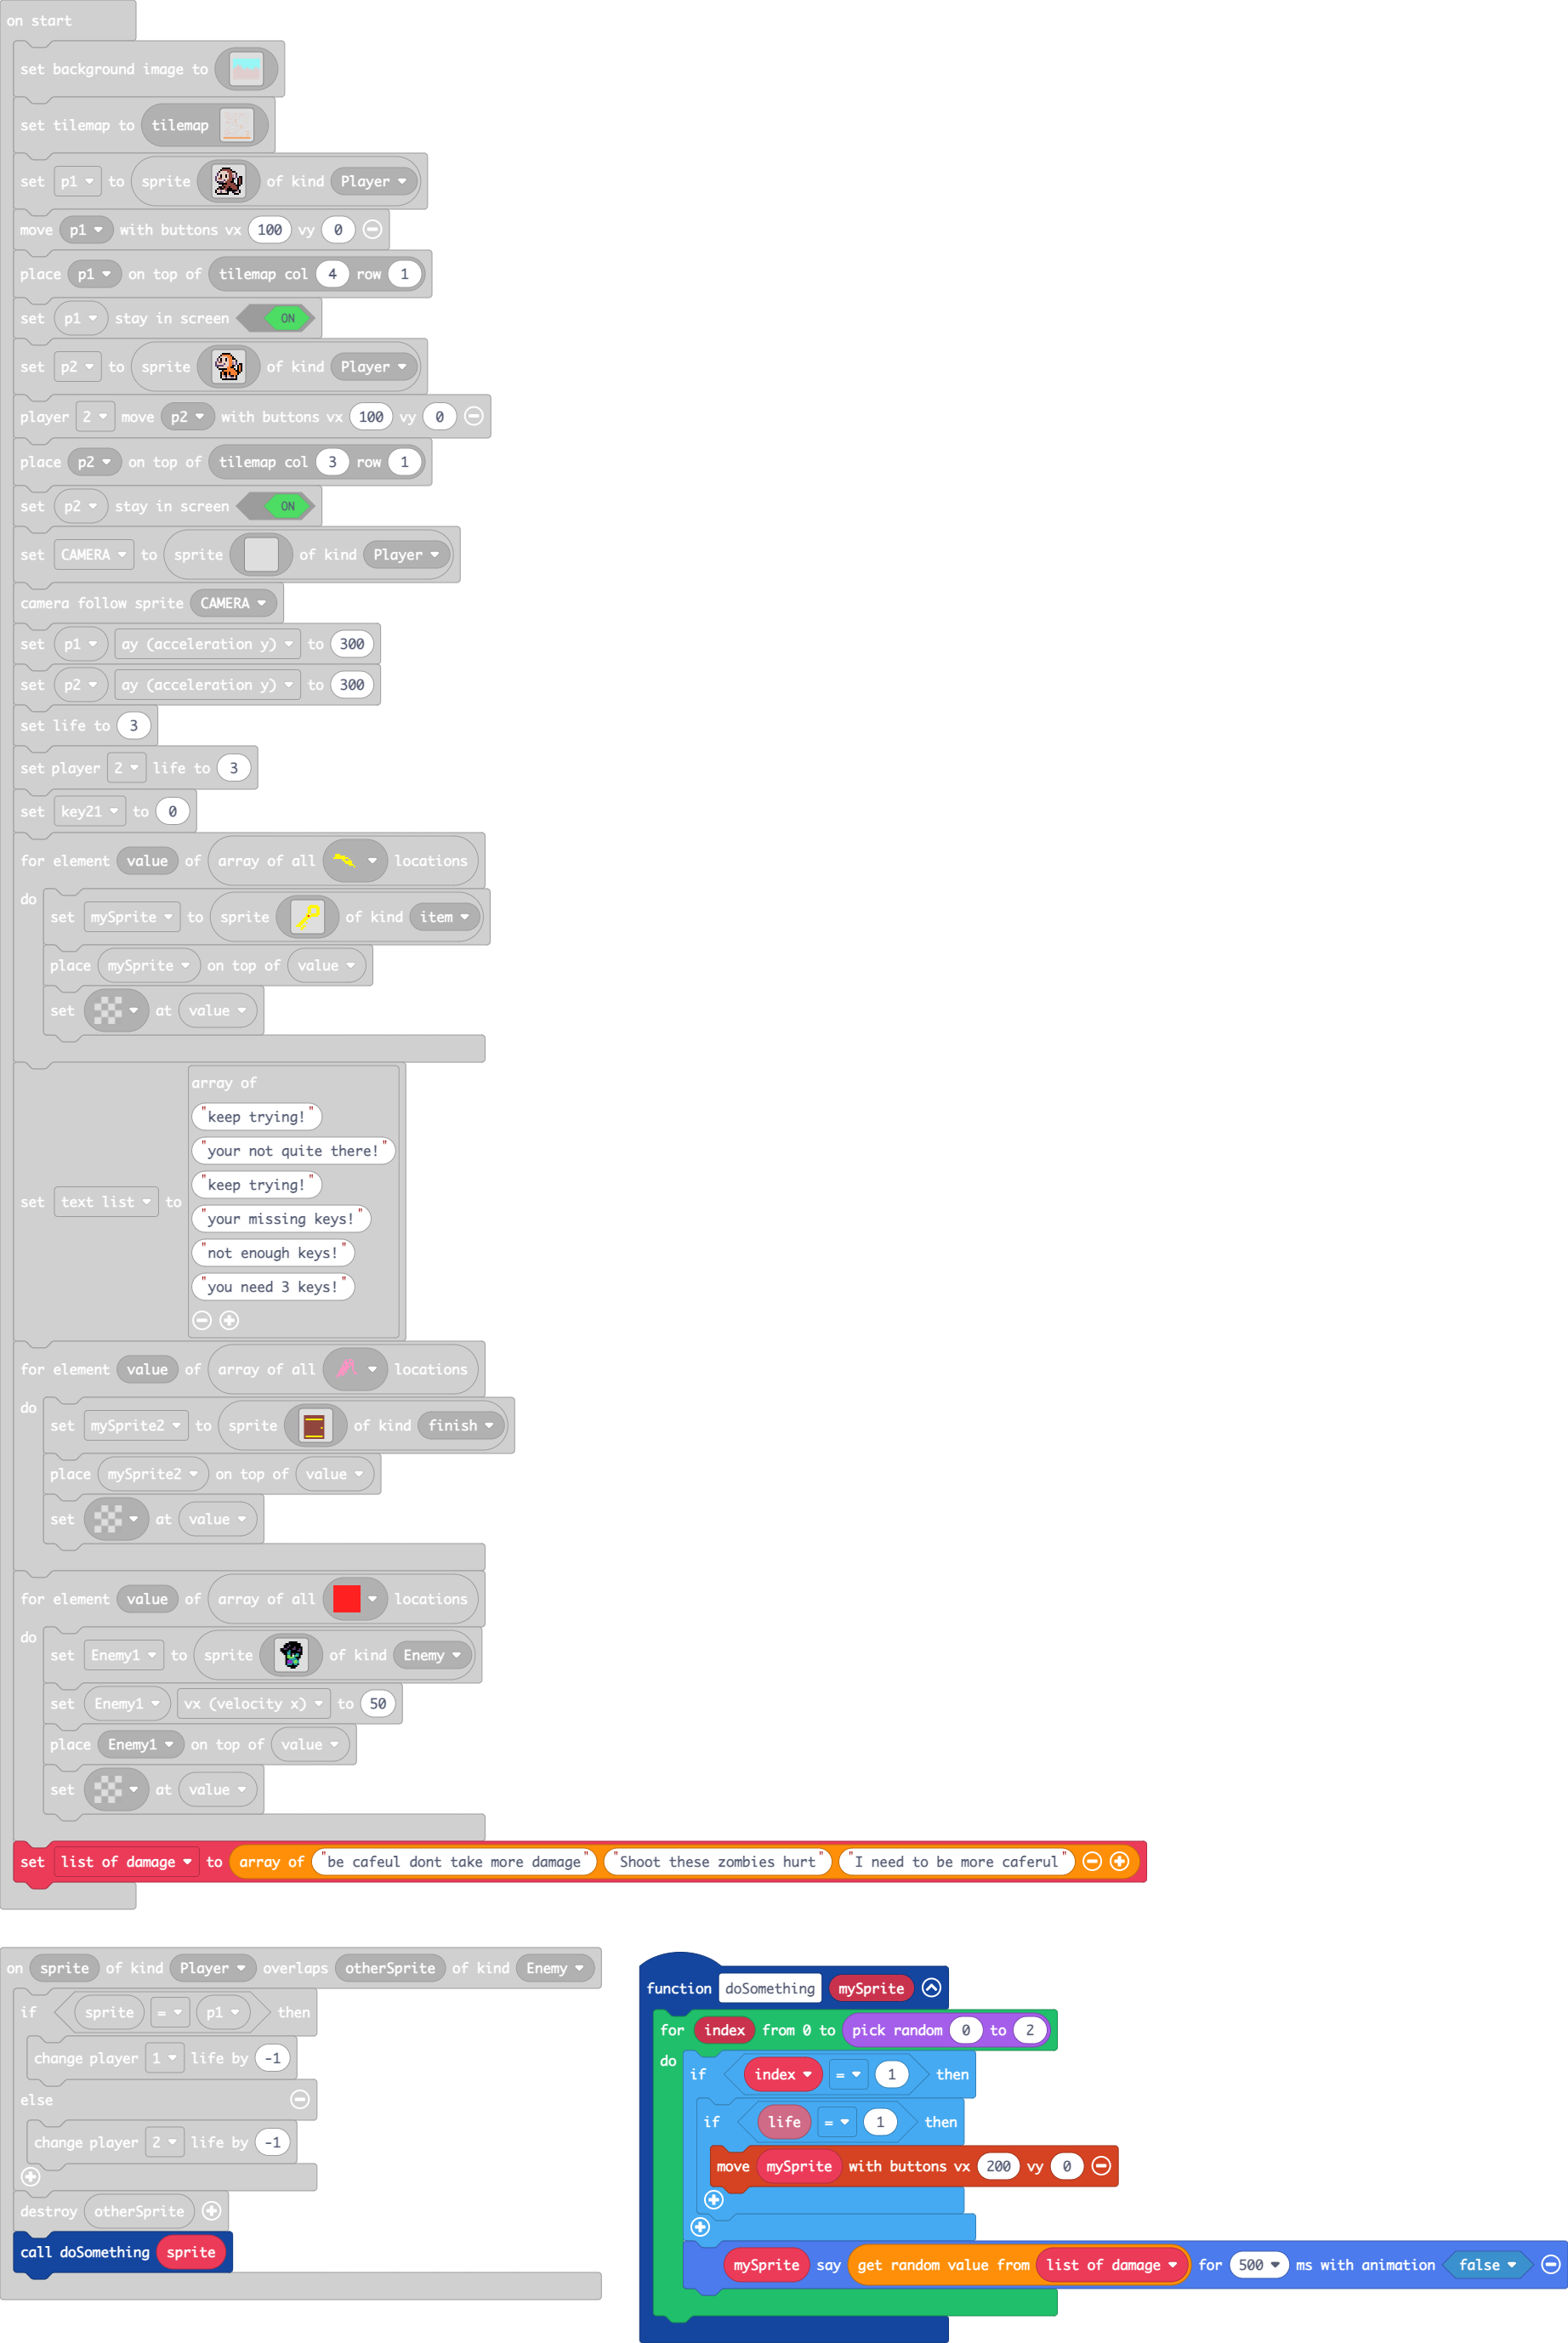 on start
set background image to
set tilemap to tilemap
set p1 to sprite of kind Player
move p1 with buttons vx 100 vy 0
place p1 on top of tilemap col 4 row 1
set p1 stay in screen ON
set p2 to sprite of kind Player
player 2 move p2 with buttons vx 100 vy 0
place p2 on top of tilemap col 3 row 1
set p2 stay in screen ON
set CAMERA to sprite of kind Player
camera follow sprite CAMERA
set p1 ay (acceleration y) to 300
set p2 ay (acceleration y) to 300
set life to 3
set player 2 life to 3
set key21 to 0
for element value of array of all locations
do
set mySprite to sprite of kind item
place mySprite on top of value
set at value
array of
"keep trying!"
"your not quite there!"
"keep trying!"
set text list to
"your missing keys!"
"not enough keys!"
"you need 3 keys!"
for element value of array of all locations
do
set mySprite2 to sprite of kind finish
place mySprite2 on top of value
set at value
for element value of array of all locations
do
set Enemy1 to sprite of kind Enemy
set Enemy1 vx (velocity x) to 50
place Enemy1 on top of value
set at value
set list of damage to array of "be cafeul dont take more damage" "Shoot these zombies hurt" "I need to be more caferul"
on sprite of kind Player overlaps otherSprite of kind Enemy
if sprite = p1 then
change player 1 life by -1
else
change player 2 life by -1
destroy otherSprite
call doSomething sprite
function doSomething mySprite
for index from 0 to pick random 0 to 2
do
if index = 1 then
if life = 1 then
move mySprite with buttons vx 200 vy 0
mySprite say get random value from list of damage for 500 ms with animation false